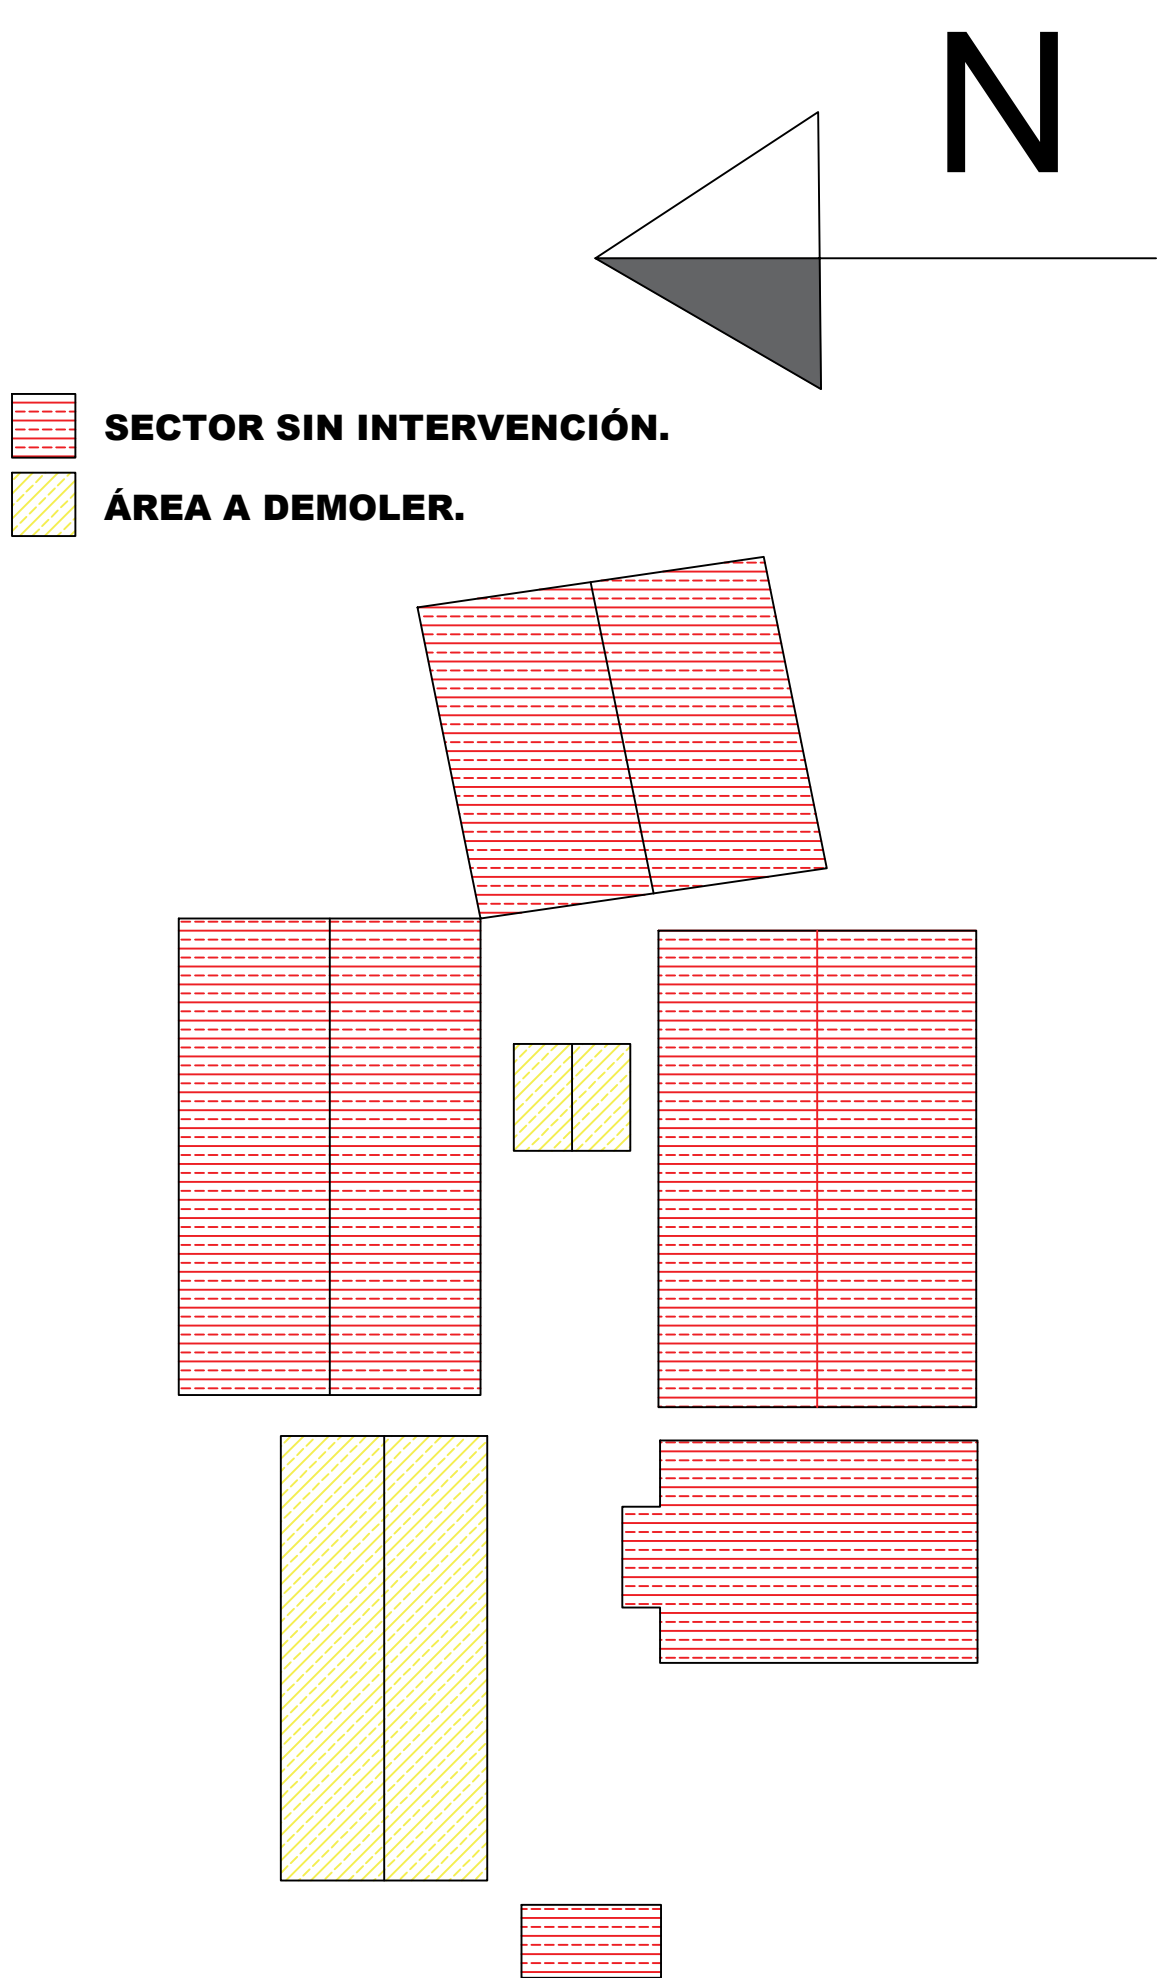 N
SECTOR SIN INTERVENCIÓN.
ÁREA A DEMOLER.